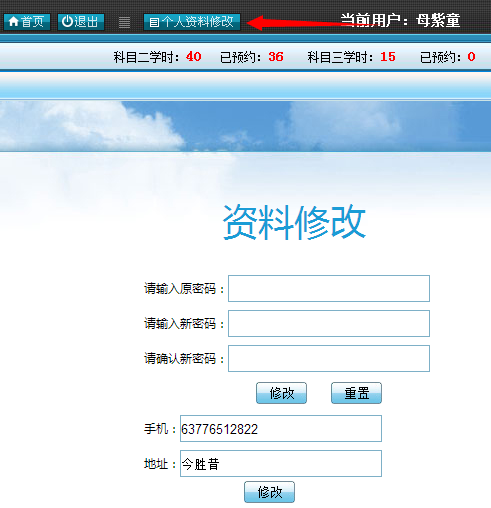 首页 退出 个人资料修改 当前用户：母紫童
科目二学时：40 已预约：36 科目三学时：15 已预约：0
资料修改
请输入原密码：
请输入新密码：
请确认新密码：
修改 重置
手机：63776512822
地址：今胜昔
修改